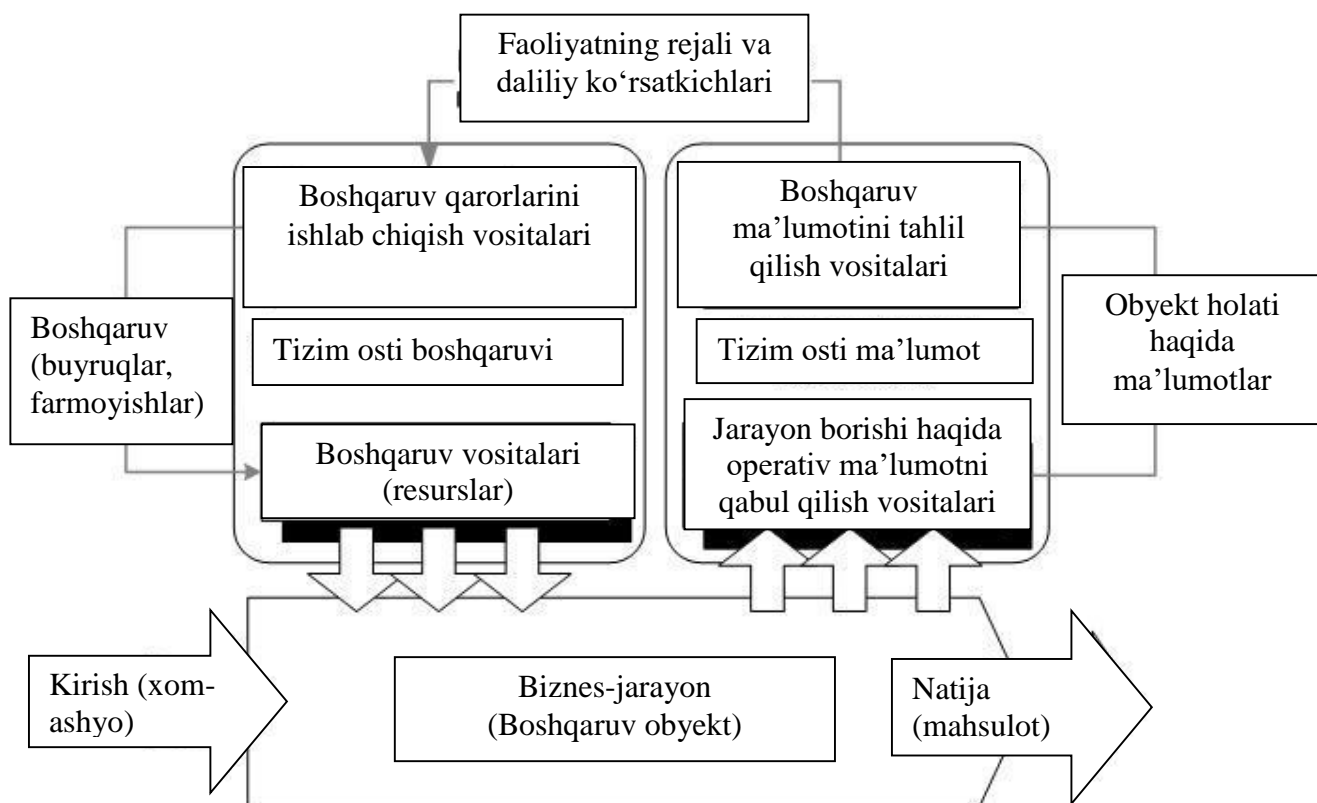 Faoliyatning rejali va
daliliy ko‘rsatkichlari
Boshqaruv qarorlarini
ishlab chiqish vositalari
Boshqaruv
ma’lumotini tahlil
qilish vositalari
Boshqaruv
(buyruqlar,
farmoyishlar)
Tizim osti boshqaruvi
Tizim osti ma’lumot
Obyekt holati
haqida
ma’lumotlar
Boshqaruv vositalari
(resurslar)
Jarayon borishi haqida
operativ ma’lumotni
qabul qilish vositalari
Kirish (xom-
ashyo)
Biznes-jarayon
(Boshqaruv obyekt)
Natija
(mahsulot)